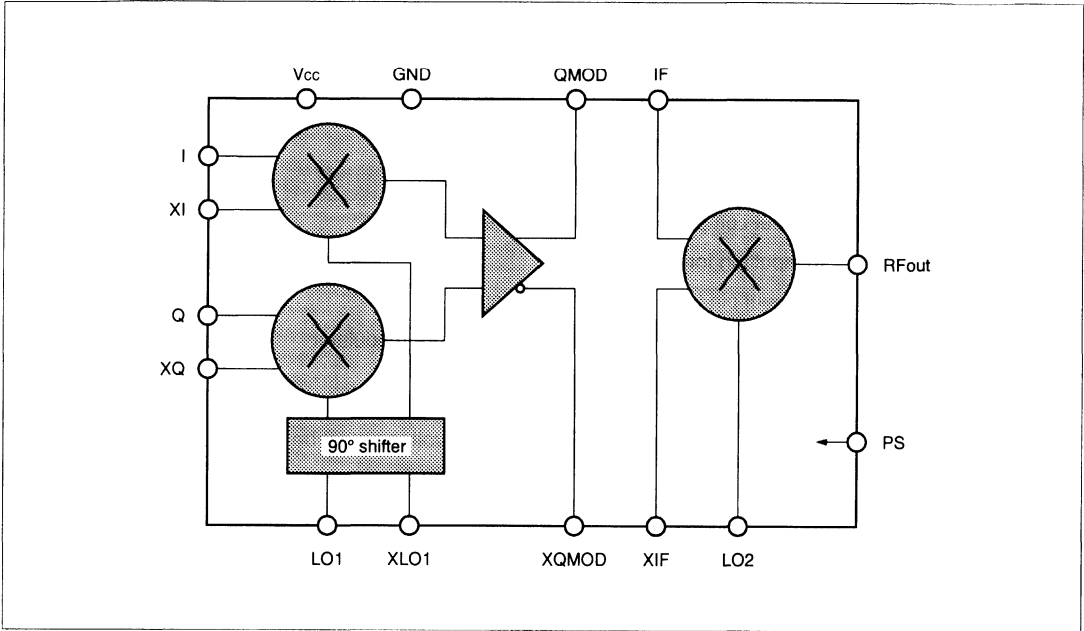 Vcc GND QMOD IF
I
XI
RFout
Q
XQ
PS
90° shifter
LO1 XLO1 XQMOD XIF LO2